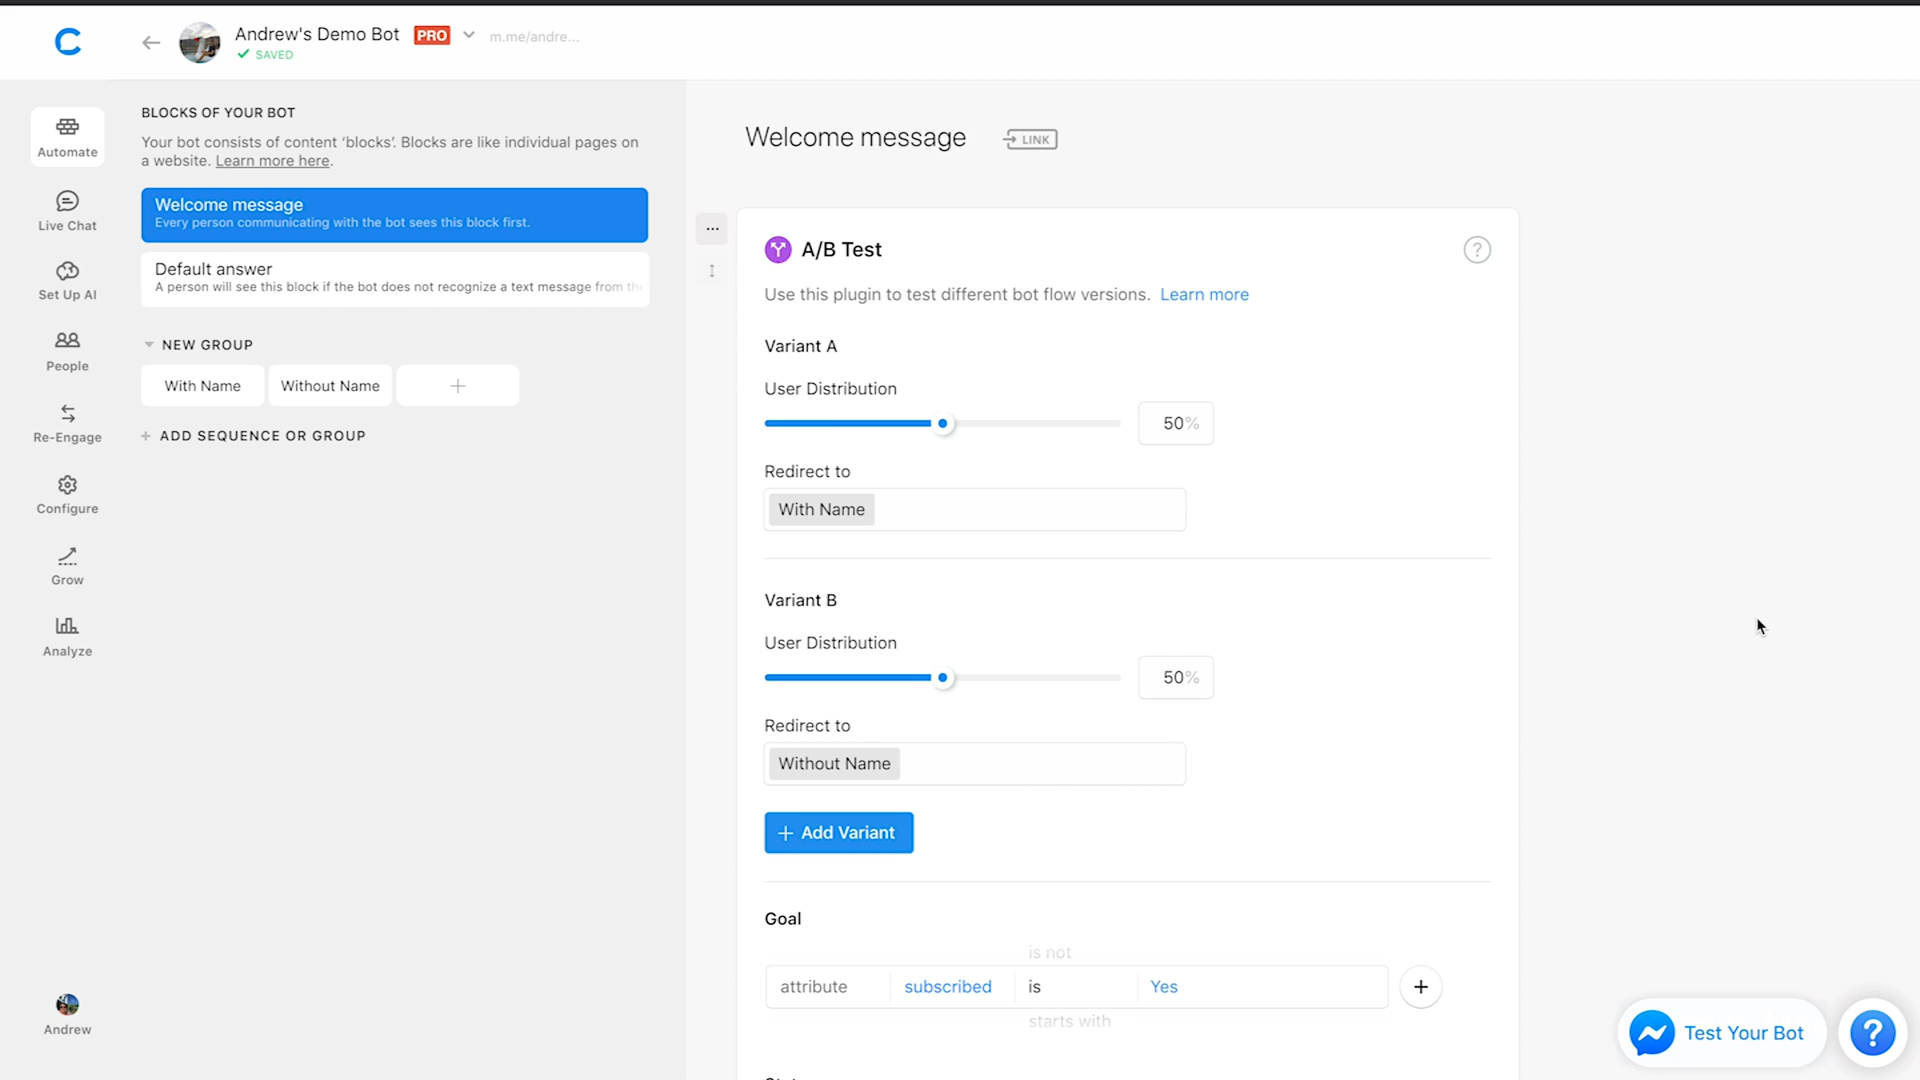 Andrew's Demo Bot PRO m.me/andre...
SAVED
Automate
Live Chat
Set Up AI
People
Re-Engage
Configure
Grow
Analyze
Andrew
BLOCKS OF YOUR BOT
Your bot consists of content ‘blocks’. Blocks are like individual pages on
a website. Learn more here.
Welcome message
Every person communicating with the bot sees this block first.
Default answer
A person will see this block if the bot does not recognize a text message from the
NEW GROUP
With Name Without Name +
+ ADD SEQUENCE OR GROUP
Welcome message LINK
...
A/B Test ?
Use this plugin to test different bot flow versions. Learn more
Variant A
User Distribution
50%
Redirect to
With Name
Variant B
User Distribution
50%
Redirect to
Without Name
+ Add Variant
Goal
is not
attribute subscribed is Yes +
starts with
Test Your Bot ?